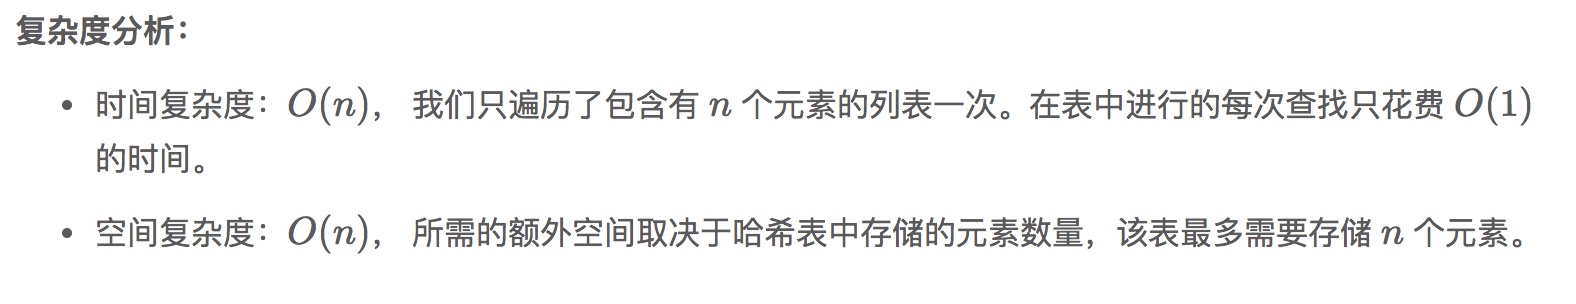 复杂度分析：
• 时间复杂度：O(n)， 我们只遍历了包含有 n 个元素的列表一次。在表中进行的每次查找只花费 O(1)
的时间。
• 空间复杂度：O(n)， 所需的额外空间取决于哈希表中存储的元素数量，该表最多需要存储 n 个元素。